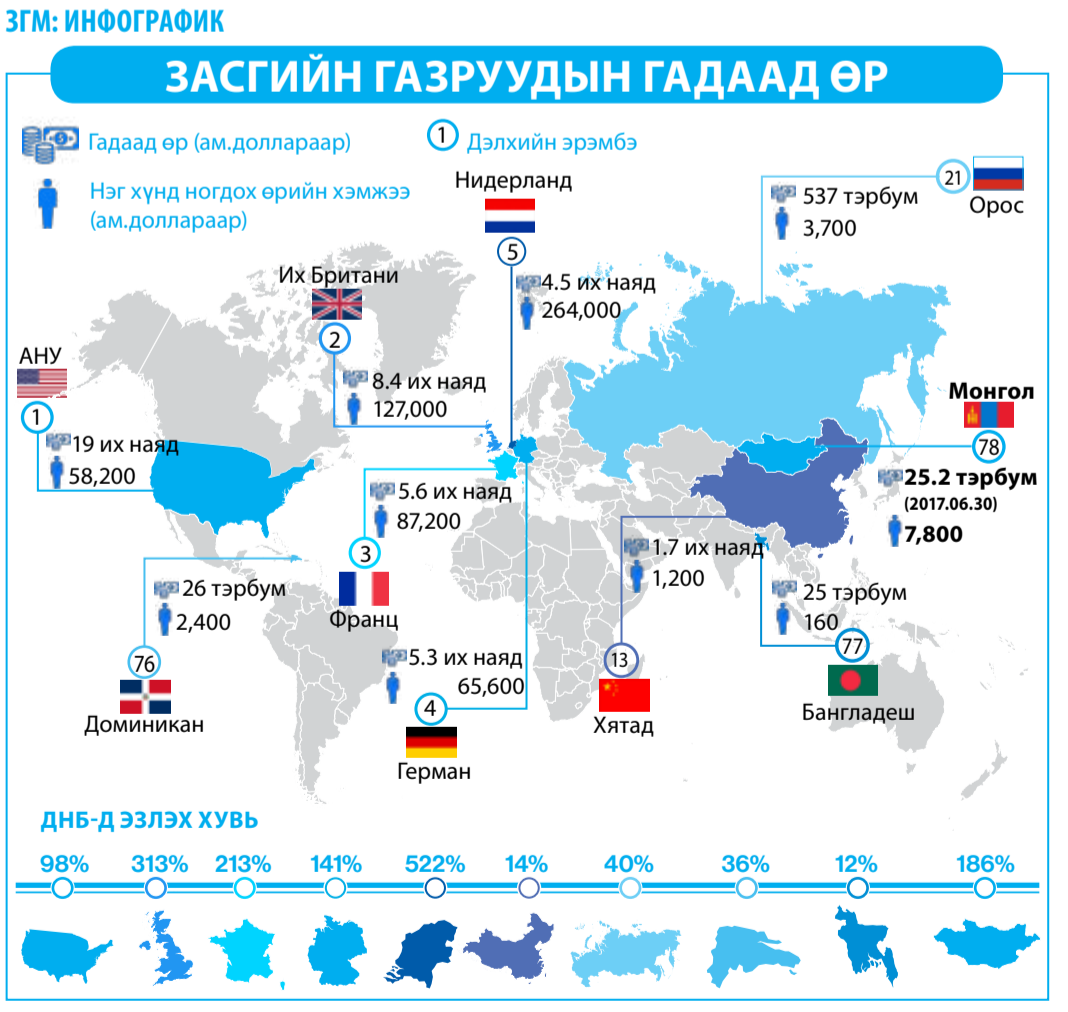 ЗГМ: ИНФОГРАФИК
ЗАСГИЙН ГАЗРУУДЫН ГАДААД ӨР
Гадаад өр (ам.доллараар)
1 Дэлхийн эрэмбэ
Нэг хүнд ногдох өрийн хэмжээ
(ам.доллараар)
Нидерланд
5
4.5 их наяд
264,000
21
Орос
537 тэрбум
3,700
Их Британи
2
8.4 их наяд
127,000
АНУ
1
19 их наяд
58,200
Монгол
78
25.2 тэрбум
(2017.06.30)
7,800
5.6 их наяд
87,200
3
Франц
1.7 их наяд
1,200
13
Хятад
26 тэрбум
2,400
76
Доминикан
25 тэрбум
160
77
Бангладеш
5.3 их наяд
65,600
4
Герман
ДНБ-Д ЭЗЛЭХ ХУВЬ
98% 313% 213% 141% 522% 14% 40% 36% 12% 186%